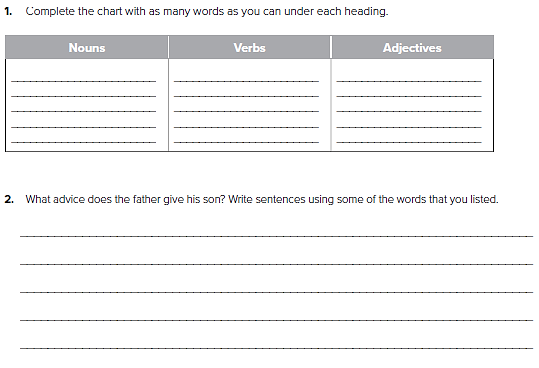 1. Complete the chart with as many words as you can under each heading.
Nouns Verbs Adjectives
2. What advice does the father give his son? Write sentences using some of the words that you listed.